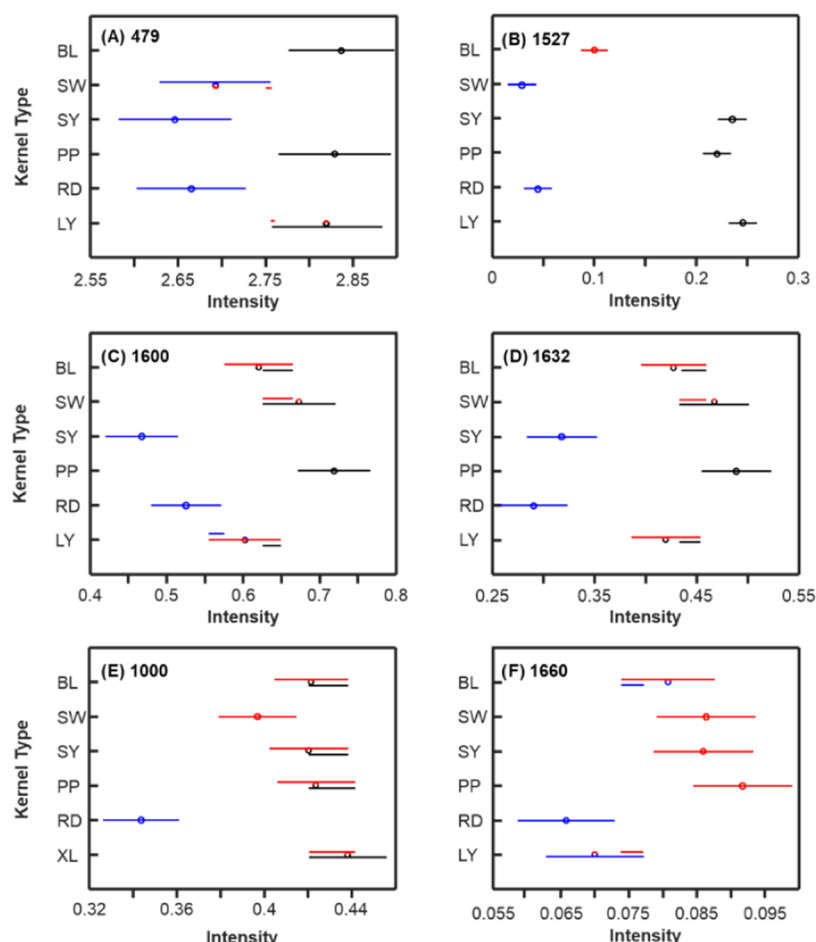 (A) 479
Kernel Type
BL
SW
SY
PP
RD
LY
2.55 2.65 2.75 2.85
Intensity
(B) 1527
BL
SW
SY
PP
RD
LY
0 0.1 0.2 0.3
Intensity
(C) 1600
Kernel Type
BL
SW
SY
PP
RD
LY
0.4 0.5 0.6 0.7 0.8
Intensity
(D) 1632
BL
SW
SY
PP
RD
LY
0.25 0.35 0.45 0.55
Intensity
(E) 1000
Kernel Type
BL
SW
SY
PP
RD
XL
0.32 0.36 0.4 0.44
Intensity
(F) 1660
BL
SW
SY
PP
RD
LY
0.055 0.065 0.075 0.085 0.095
Intensity